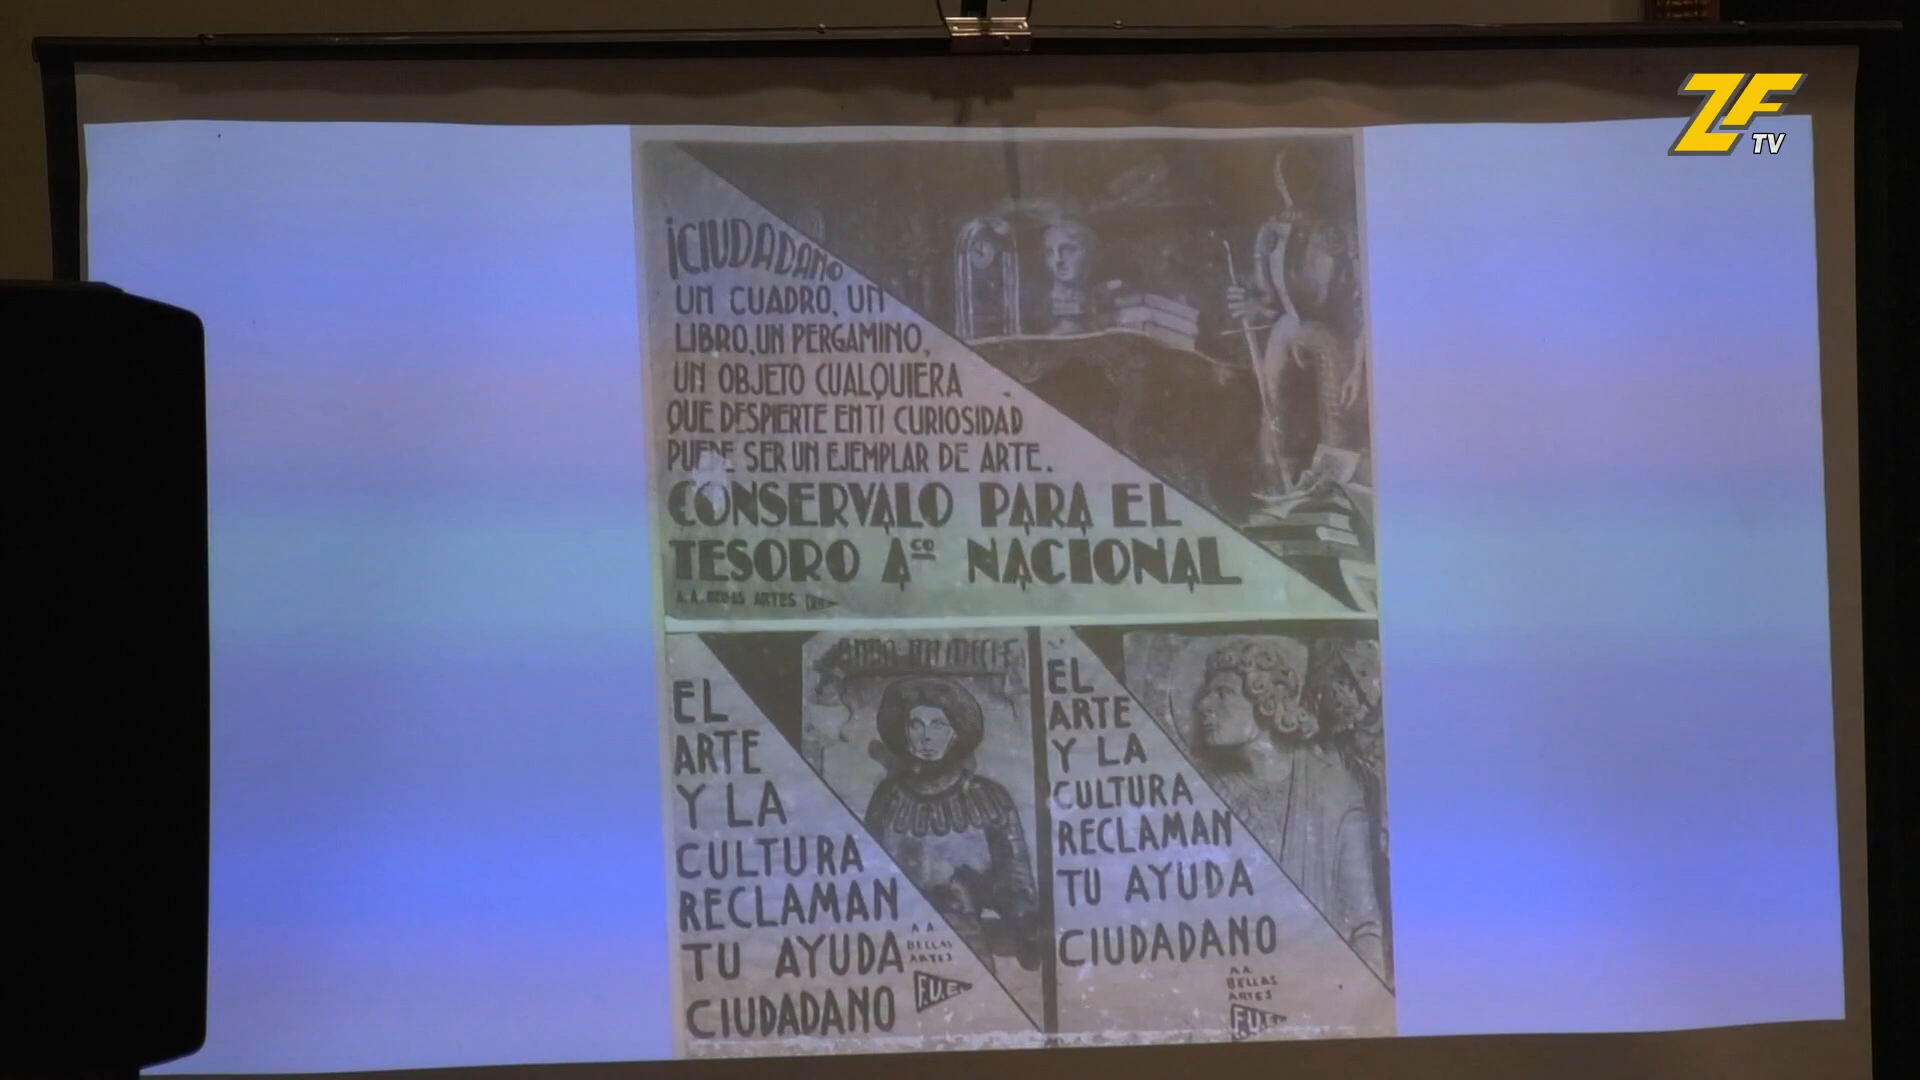 ZF
TV
¡CIUDADANO
UN CUADRO, UN
LIBRO, UN PERGAMINO,
UN OBJETO CUALQUIERA
QUE DESPIERTE EN TI CURIOSIDAD
PUEDE SER UN EJEMPLAR DE ARTE.
CONSERVALO PARA EL
TESORO Aco NACIONAL
A.A. BELLAS ARTES
EL
ARTE
Y LA
CULTURA
RECLAMAN
TU AYUDA
CIUDADANO
A.A.
BELLAS
ARTES
F.U.E.
EL
ARTE
Y LA
CULTURA
RECLAMAN
TU AYUDA
CIUDADANO
A.A.
BELLAS
ARTES
F.U.E.